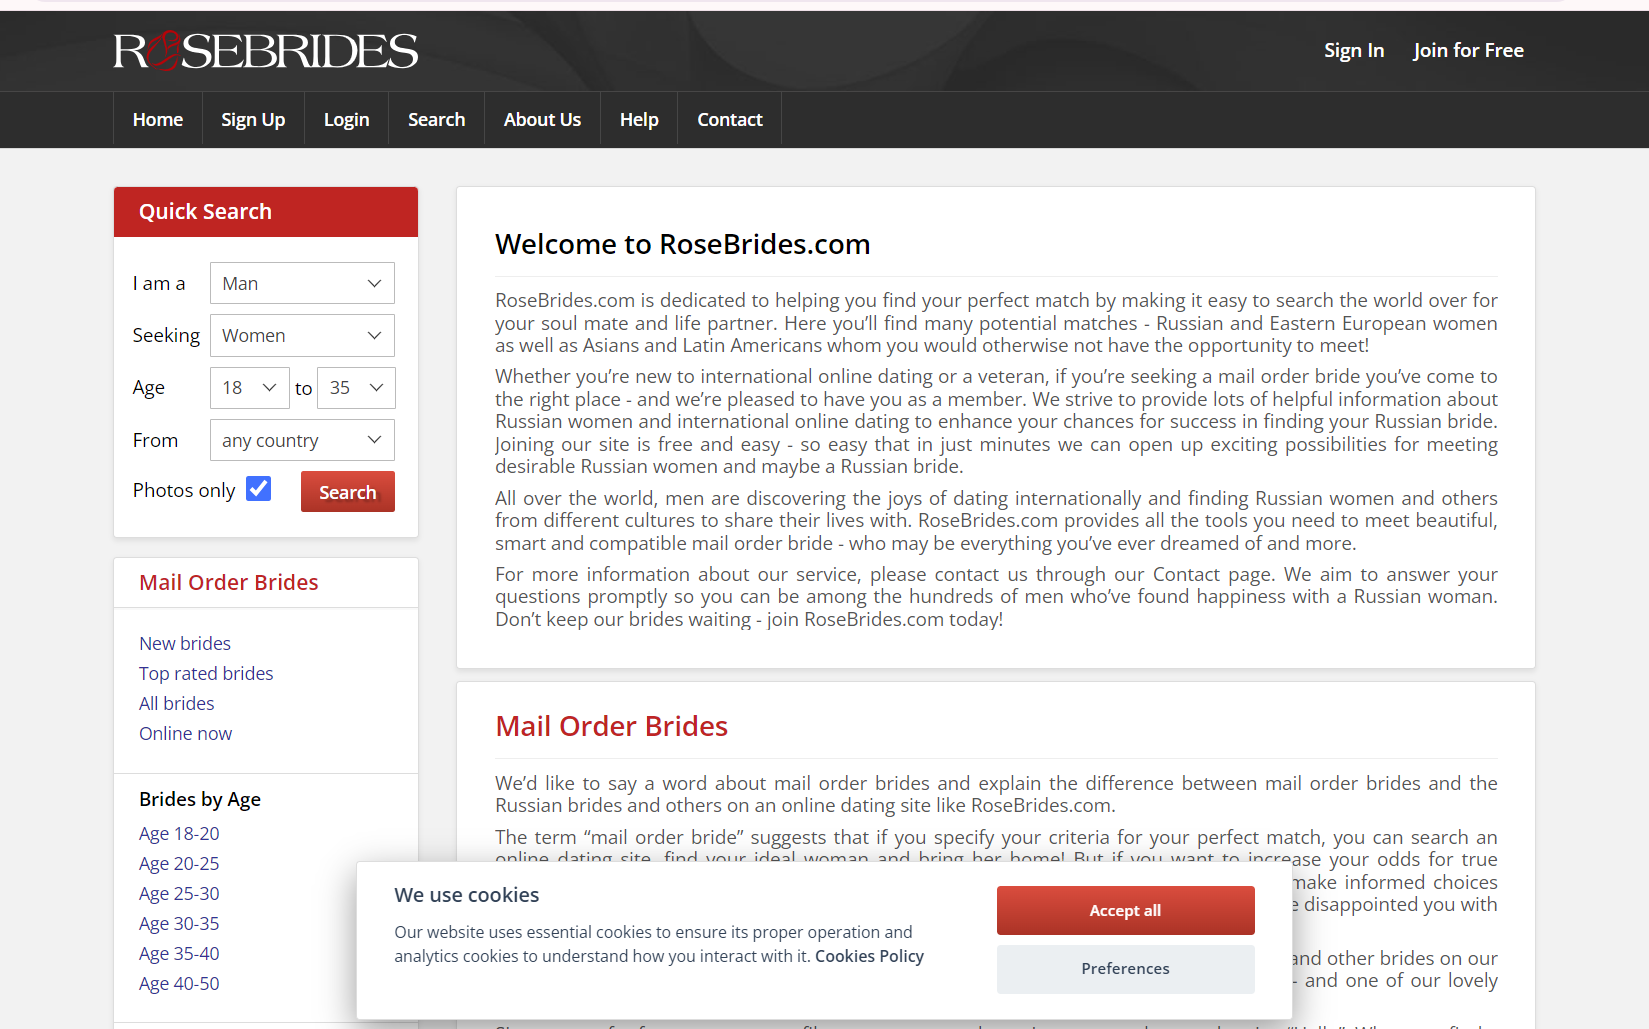 ROSEBRIDES
Sign In
Join for Free
Home
Sign Up
Login
Search
About Us
Help
Contact
Quick Search
I am a
Man
Seeking
Women
Age
18
to
35
From
any country
Photos only
Search
Mail Order Brides
New brides
Top rated brides
All brides
Online now
Brides by Age
Age 18-20
Age 20-25
Age 25-30
Age 30-35
Age 35-40
Age 40-50
Welcome to RoseBrides.com
RoseBrides.com is dedicated to helping you find your perfect match by making it easy to search the world over for
your soul mate and life partner. Here you’ll find many potential matches - Russian and Eastern European women
as well as Asians and Latin Americans whom you would otherwise not have the opportunity to meet!
Whether you’re new to international online dating or a veteran, if you’re seeking a mail order bride you’ve come to
the right place - and we’re pleased to have you as a member. We strive to provide lots of helpful information about
Russian women and international online dating to enhance your chances for success in finding your Russian bride.
Joining our site is free and easy - so easy that in just minutes we can open up exciting possibilities for meeting
desirable Russian women and maybe a Russian bride.
All over the world, men are discovering the joys of dating internationally and finding Russian women and others
from different cultures to share their lives with. RoseBrides.com provides all the tools you need to meet beautiful,
smart and compatible mail order bride - who may be everything you’ve ever dreamed of and more.
For more information about our service, please contact us through our Contact page. We aim to answer your
questions promptly so you can be among the hundreds of men who’ve found happiness with a Russian woman.
Don’t keep our brides waiting - join RoseBrides.com today!
Mail Order Brides
We’d like to say a word about mail order brides and explain the difference between mail order brides and the
Russian brides and others on an online dating site like RoseBrides.com.
The term “mail order bride” suggests that if you specify your criteria for your perfect match, you can search an
online dating site, find your ideal woman and bring her home! But if you want to increase your odds for true
make informed choices
disappointed you with
and other brides on our
- and one of our lovely
We use cookies
Our website uses essential cookies to ensure its proper operation and
analytics cookies to understand how you interact with it. Cookies Policy
Accept all
Preferences